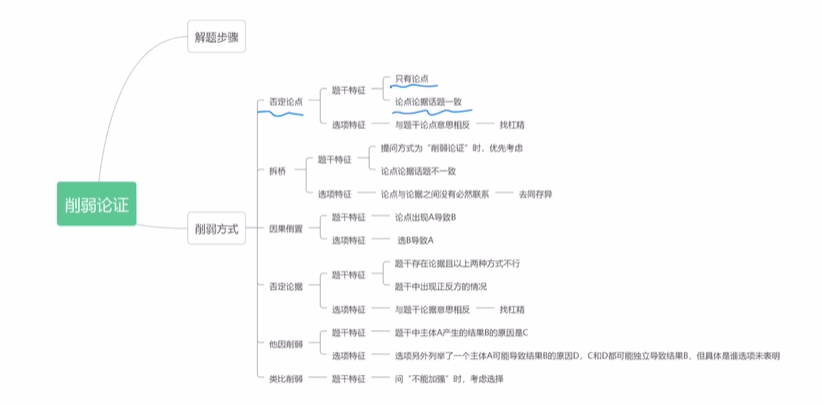 解题步骤
只有论点
题干特征
论点论据话题一致
否定论点
选项特征
与题干论点意思相反
找杠精
提问方式为“削弱论证”时，优先考虑
题干特征
论点论据话题不一致
拆桥
选项特征
论点与论据之间没有必然联系
去同存异
削弱论证
削弱方式
题干特征
论点出现A导致B
因果倒置
选项特征
选B导致A
题干存在论据且以上两种方式不行
题干特征
题干中出现正反方的情况
否定论据
选项特征
与题干论据意思相反
找杠精
题干特征
题干中主体A产生的结果B的原因是C
他因削弱
选项特征
选项另外列举了一个主体A可能导致结果B的原因D，C和D都可能独立导致结果B，但具体是谁选项未表明
类比削弱
题干特征
问“不能加强”时，考虑选择